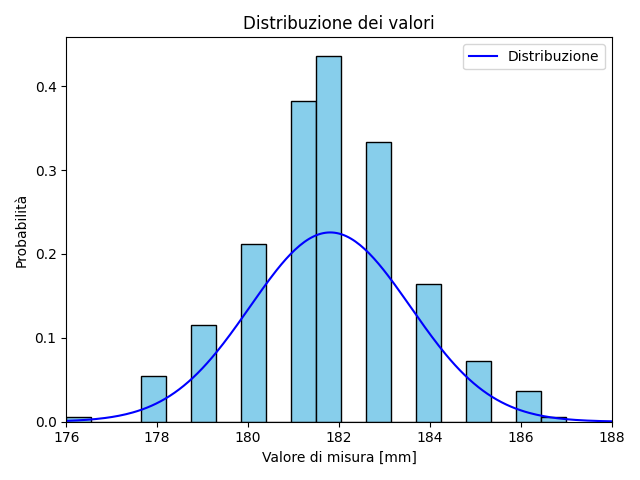 Distribuzione dei valori
Distribuzione
Probabilità
0.4
0.3
0.2
0.1
0.0
176 178 180 182 184 186 188
Valore di misura [mm]